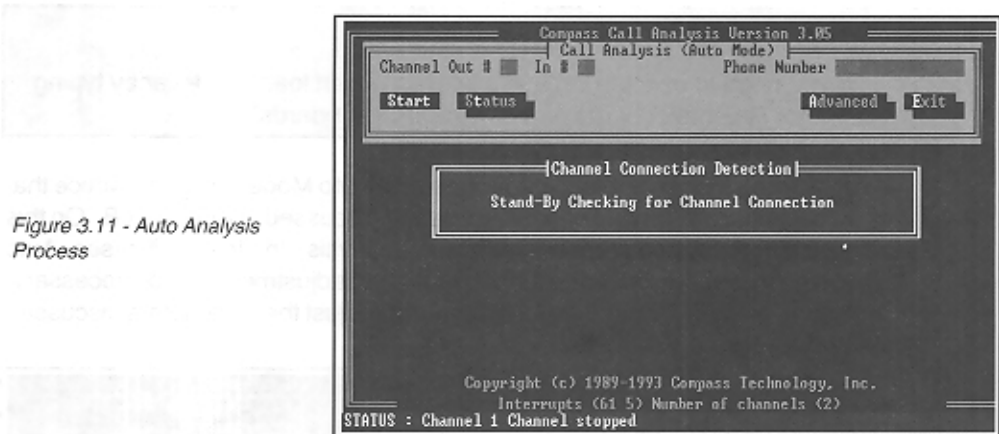 Compass Call Analysis Version 3.05
Call Analysis (Auto Mode)
Channel Out # In # Phone Number
Start Status Advanced Exit
Channel Connection Detection
Stand-By Checking for Channel Connection
Figure 3.11 - Auto Analysis
Process
Copyright (c) 1989-1993 Compass Technology, Inc.
Interrupts (61 5) Number of channels (2)
STATUS : Channel 1 Channel stopped